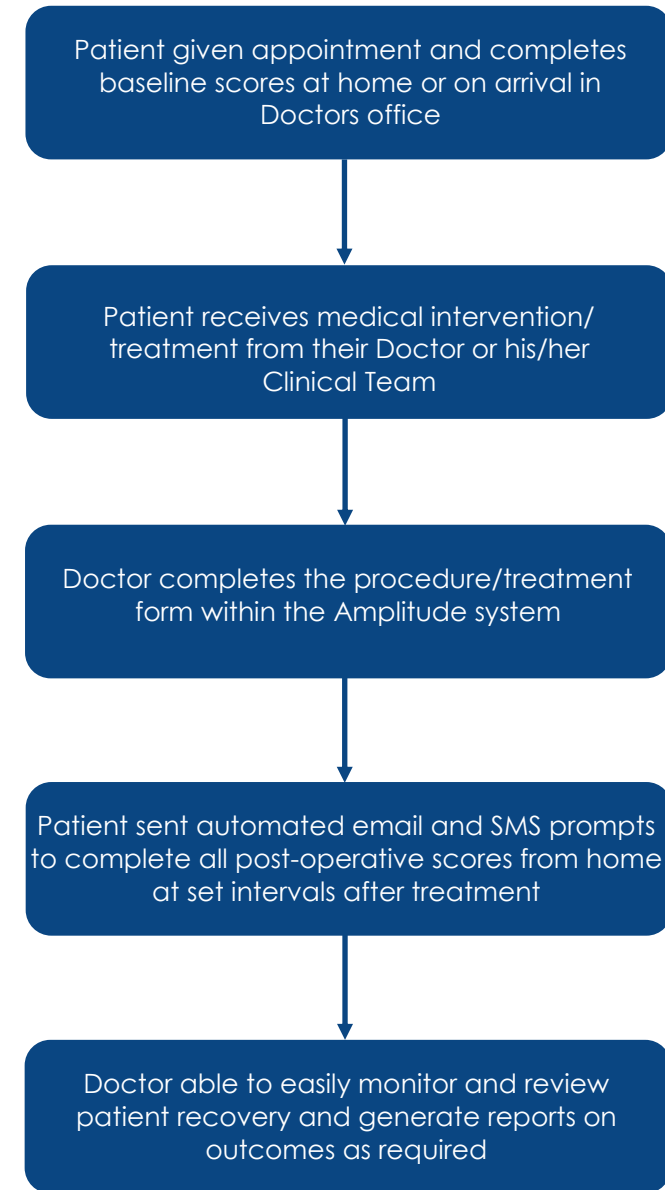 Patient given appointment and completes
baseline scores at home or on arrival in
Doctors office
Patient receives medical intervention/
treatment from their Doctor or his/her
Clinical Team
Doctor completes the procedure/treatment
form within the Amplitude system
Patient sent automated email and SMS prompts
to complete all post-operative scores from home
at set intervals after treatment
Doctor able to easily monitor and review
patient recovery and generate reports on
outcomes as required